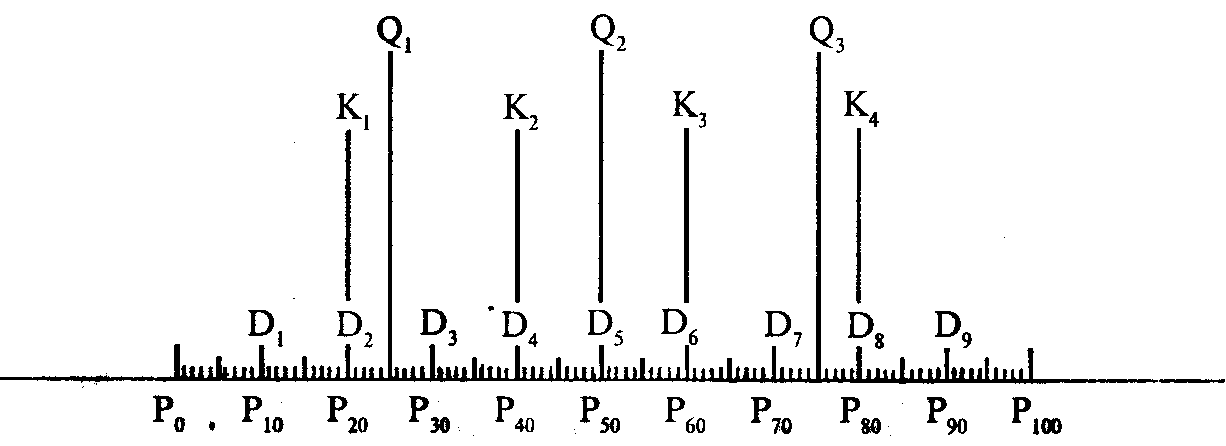 Q₁ Q₂ Q₃
K₁ K₂ K₃ K₄
D₁ D₂ D₃ D₄ D₅ D₆ D₇ D₈ D₉
P₀ P₁₀ P₂₀ P₃₀ P₄₀ P₅₀ P₆₀ P₇₀ P₈₀ P₉₀ P₁₀₀